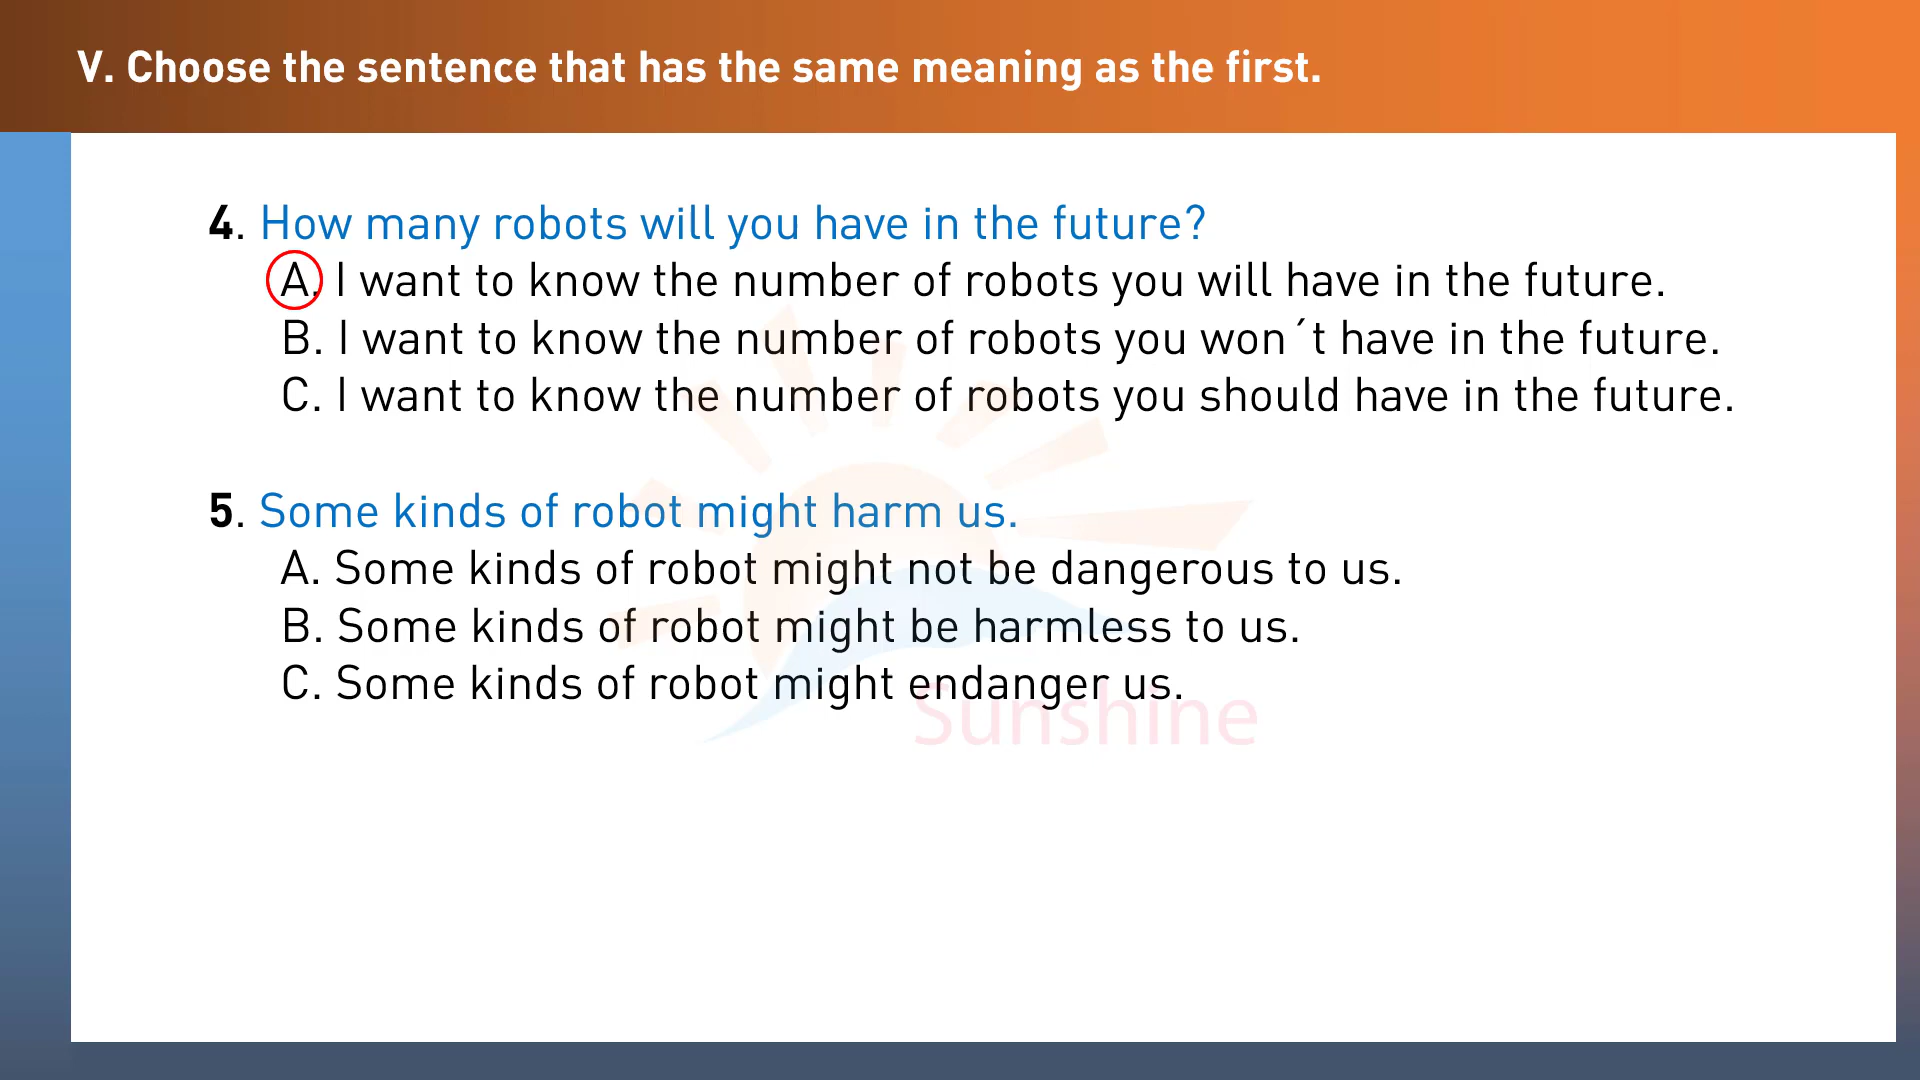 V. Choose the sentence that has the same meaning as the first.
4. How many robots will you have in the future?
A. I want to know the number of robots you will have in the future.
B. I want to know the number of robots you won´t have in the future.
C. I want to know the number of robots you should have in the future.
5. Some kinds of robot might harm us.
A. Some kinds of robot might not be dangerous to us.
B. Some kinds of robot might be harmless to us.
C. Some kinds of robot might endanger us.
Sunshine